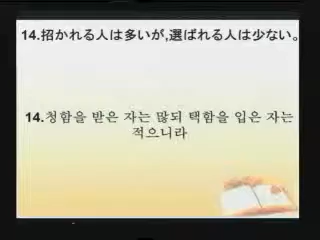 14.招かれる人は多いが,選ばれる人は少ない。
14.청함을 받은 자는 많되 택함을 입은 자는
적으니라